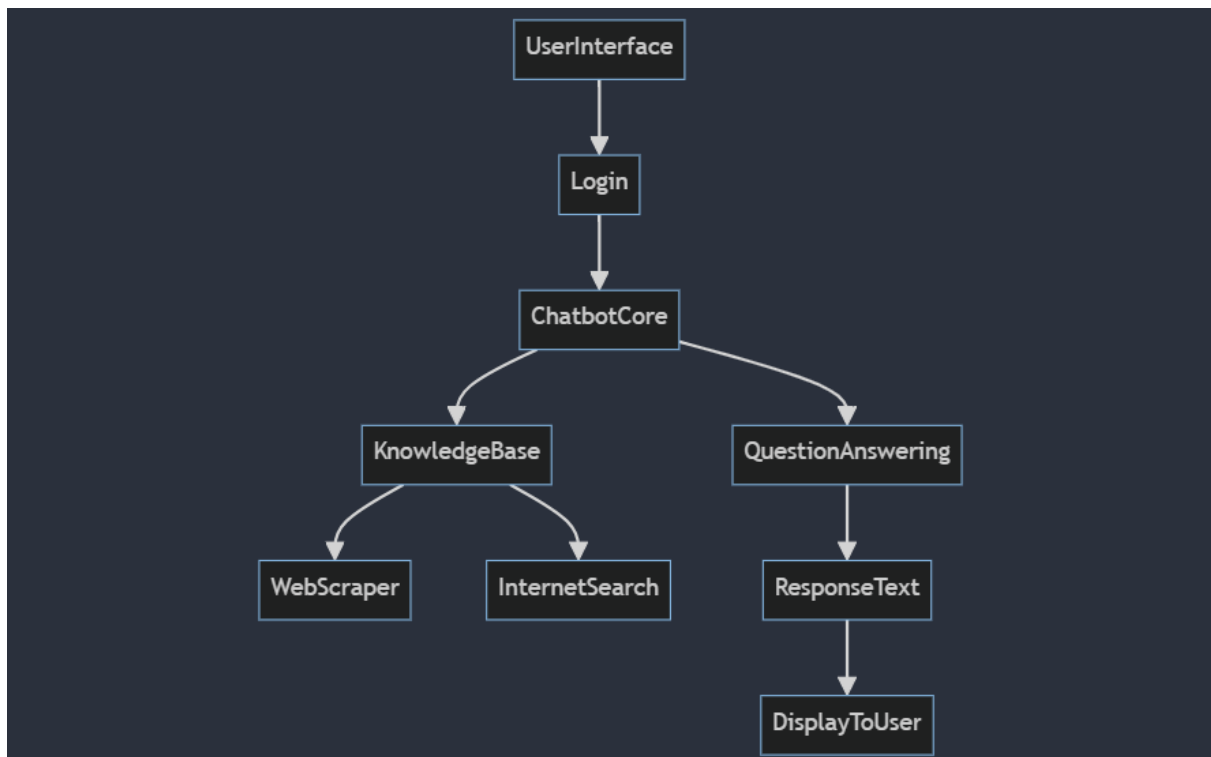 UserInterface
Login
ChatbotCore
KnowledgeBase
QuestionAnswering
WebScraper
InternetSearch
ResponseText
DisplayToUser